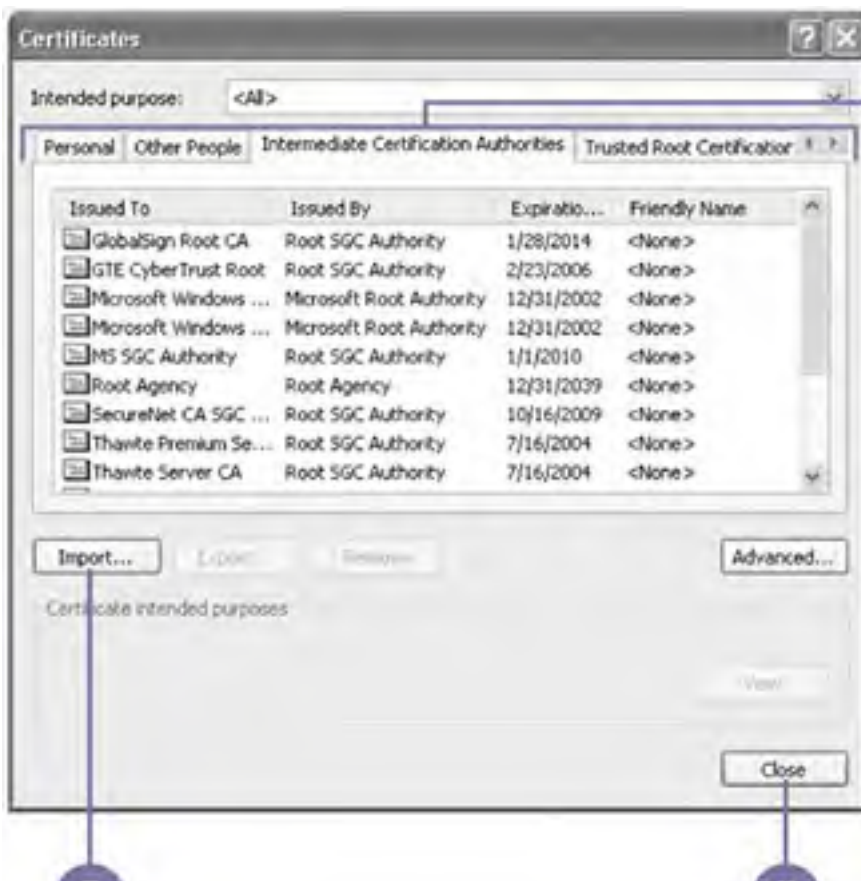 Certificates
Intended purpose: <All>
Personal Other People Intermediate Certification Authorities Trusted Root Certification
Issued To Issued By Expiratio... Friendly Name
GlobalSign Root CA Root SGC Authority 1/28/2014 <None>
GTE CyberTrust Root Root SGC Authority 2/23/2006 <None>
Microsoft Windows ... Microsoft Root Authority 12/31/2002 <None>
Microsoft Windows ... Microsoft Root Authority 12/31/2002 <None>
MS SGC Authority Root SGC Authority 1/1/2010 <None>
Root Agency Root Agency 12/31/2039 <None>
SecureNet CA SGC ... Root SGC Authority 10/16/2009 <None>
Thawte Premium Se... Root SGC Authority 7/16/2004 <None>
Thawte Server CA Root SGC Authority 7/16/2004 <None>
Import... Export... Remove Advanced...
Certificate intended purposes
View
Close